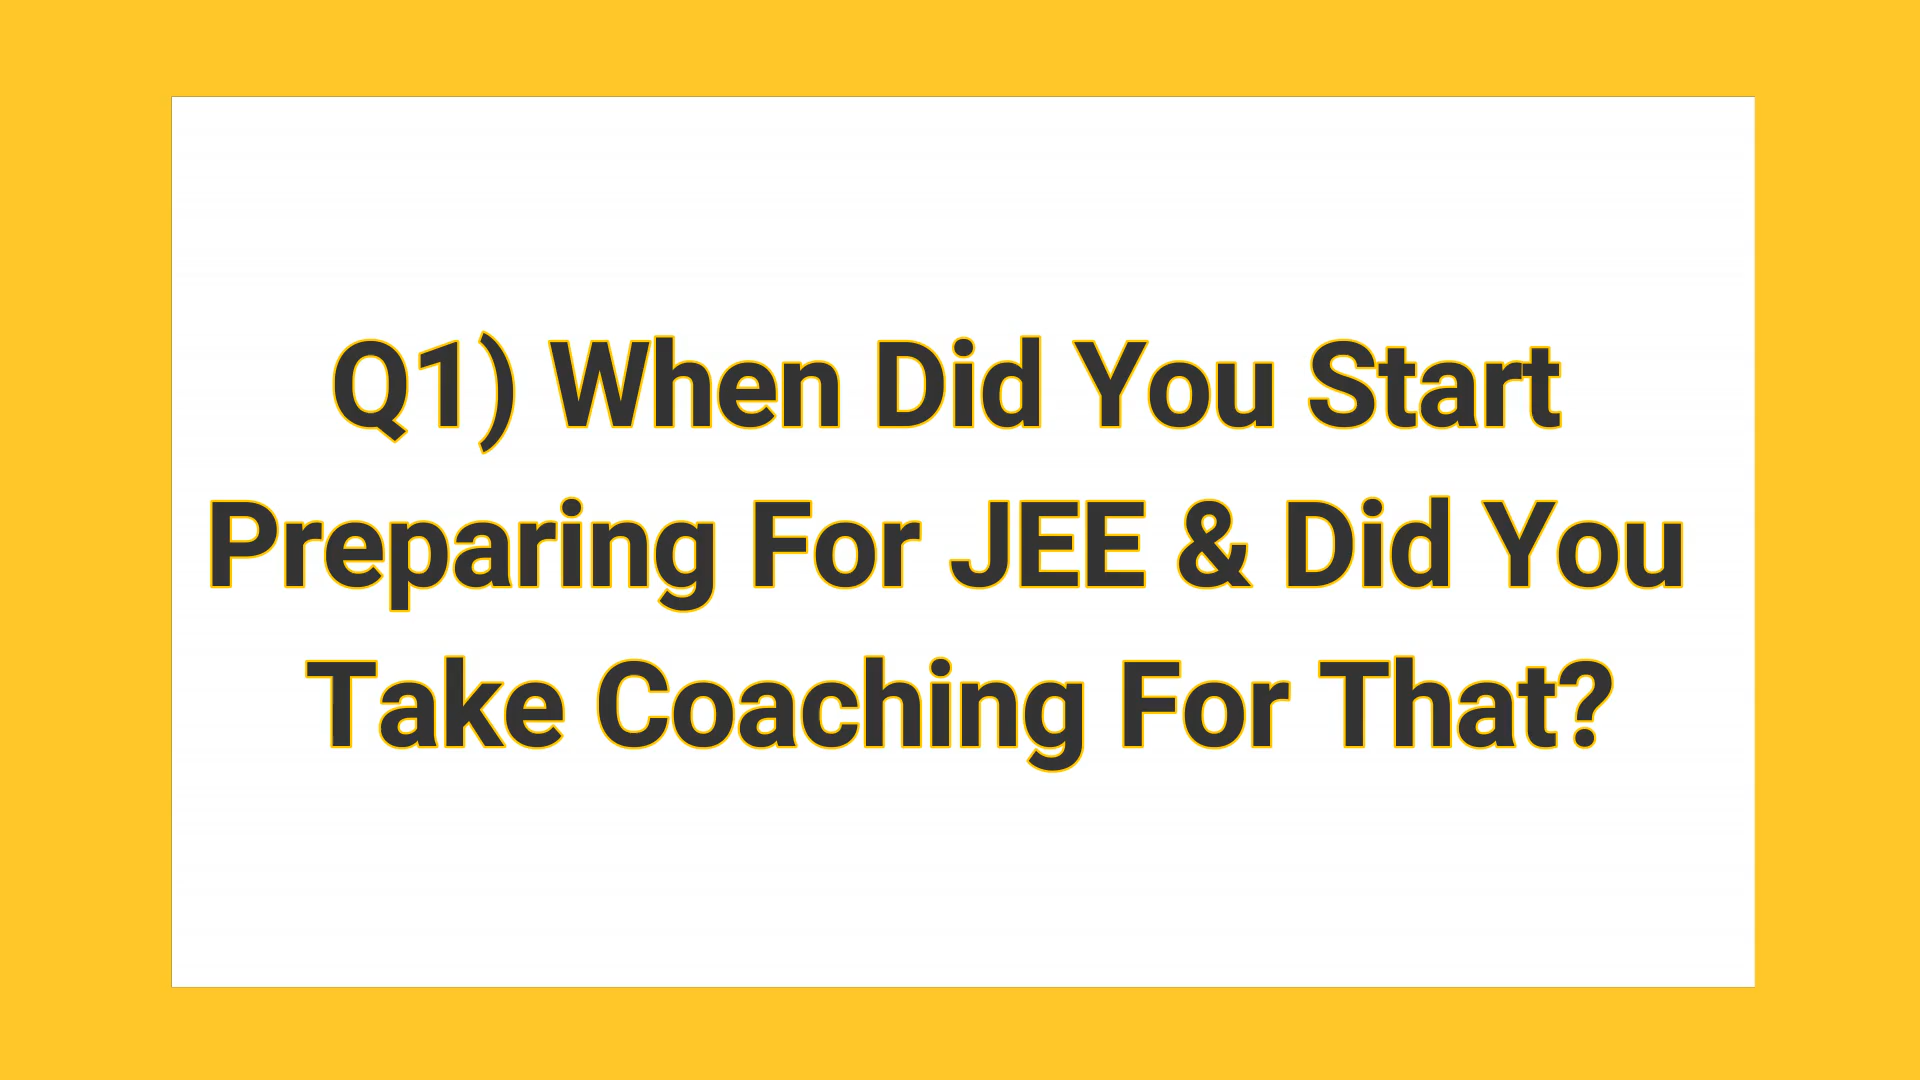 Q1) When Did You Start
Preparing For JEE & Did You
Take Coaching For That?